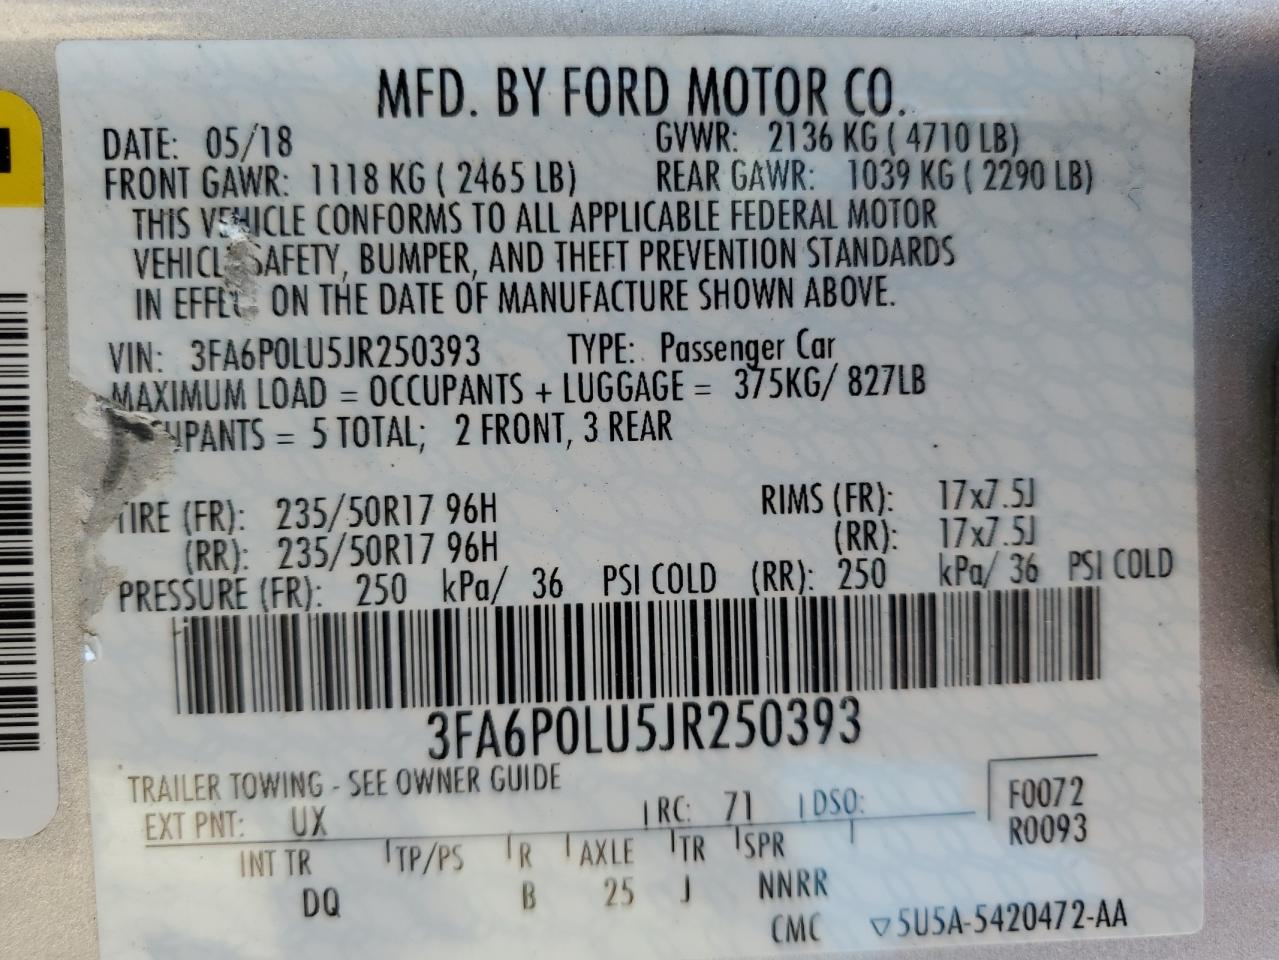 MFD. BY FORD MOTOR CO.
DATE: 05/18 GVWR: 2136 KG ( 4710 LB)
FRONT GAWR: 1118 KG ( 2465 LB) REAR GAWR: 1039 KG ( 2290 LB)
THIS VEHICLE CONFORMS TO ALL APPLICABLE FEDERAL MOTOR
VEHICL SAFETY, BUMPER, AND THEFT PREVENTION STANDARDS
IN EFFECT ON THE DATE OF MANUFACTURE SHOWN ABOVE.
VIN: 3FA6P0LU5JR250393 TYPE: Passenger Car
MAXIMUM LOAD = OCCUPANTS + LUGGAGE = 375KG/ 827LB
UPANTS = 5 TOTAL; 2 FRONT, 3 REAR
TIRE (FR): 235/50R17 96H RIMS (FR): 17x7.5J
(RR): 235/50R17 96H (RR): 17x7.5J
PRESSURE (FR): 250 kPa/ 36 PSI COLD (RR): 250 kPa/ 36 PSI COLD
3FA6P0LU5JR250393
TRAILER TOWING - SEE OWNER GUIDE
EXT PNT: UX RC: 71 DSO: F0072
R0093
INT TR TP/PS R AXLE TR SPR
DQ B 25 J NNRR
CMC ▽5U5A-5420472-AA